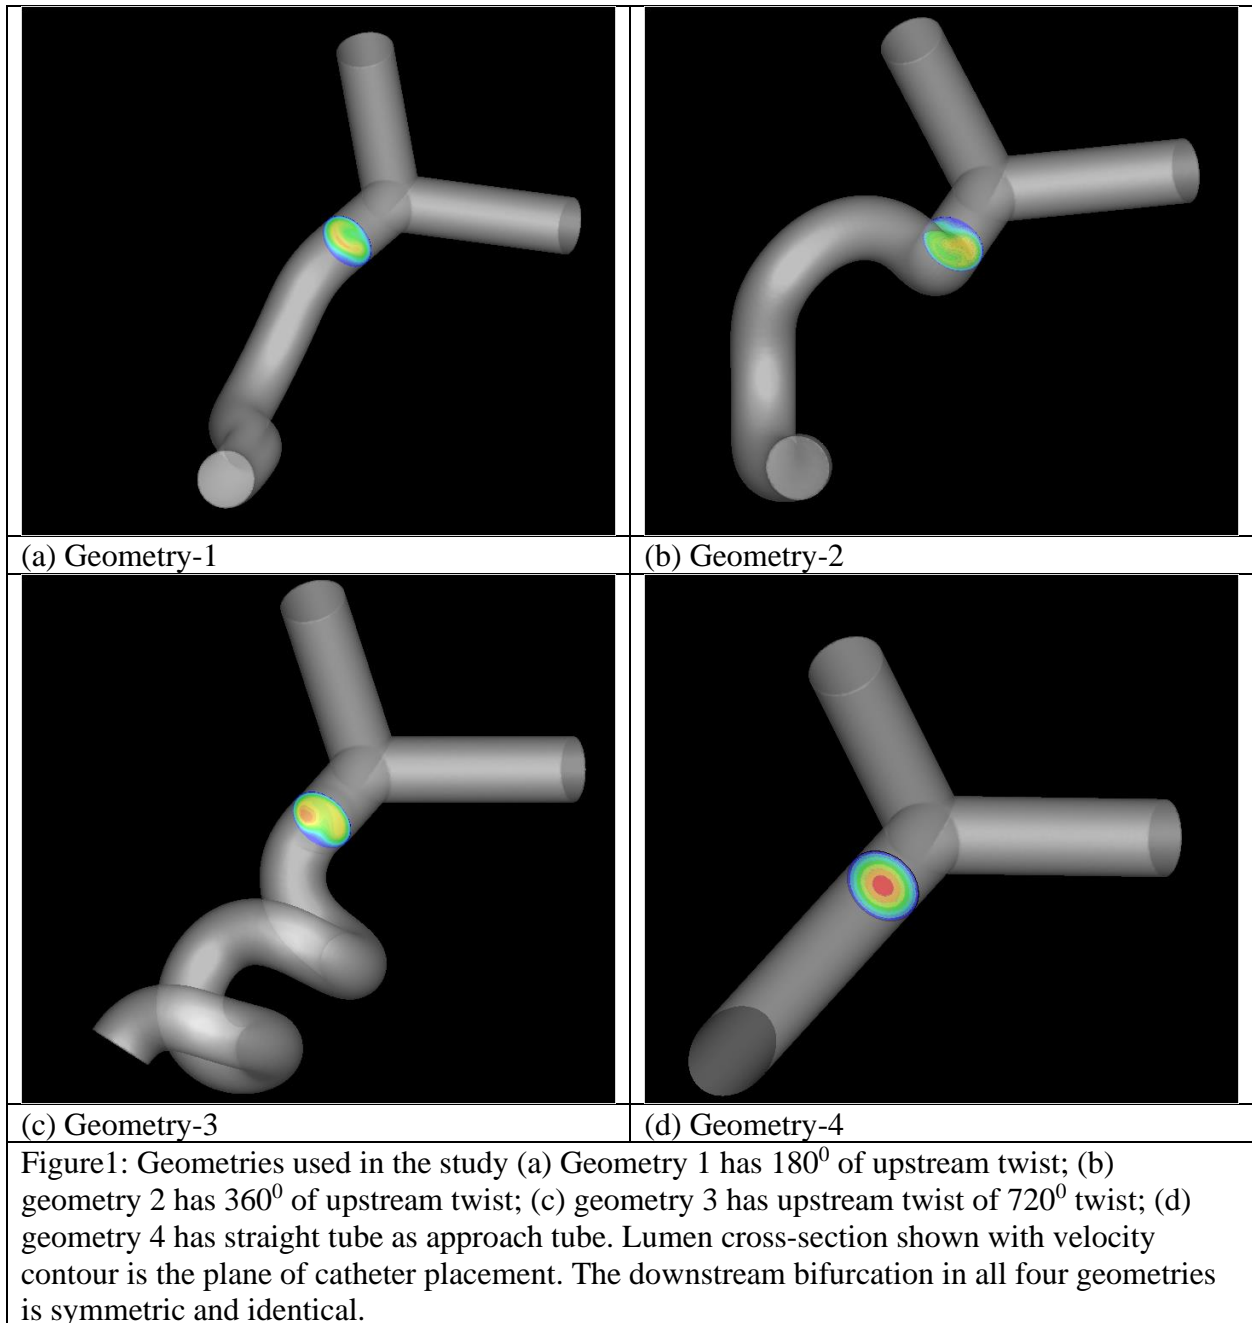 (a) Geometry-1
(b) Geometry-2
(c) Geometry-3
(d) Geometry-4
Figure1: Geometries used in the study (a) Geometry 1 has 180⁰ of upstream twist; (b)
geometry 2 has 360⁰ of upstream twist; (c) geometry 3 has upstream twist of 720⁰ twist; (d)
geometry 4 has straight tube as approach tube. Lumen cross-section shown with velocity
contour is the plane of catheter placement. The downstream bifurcation in all four geometries
is symmetric and identical.